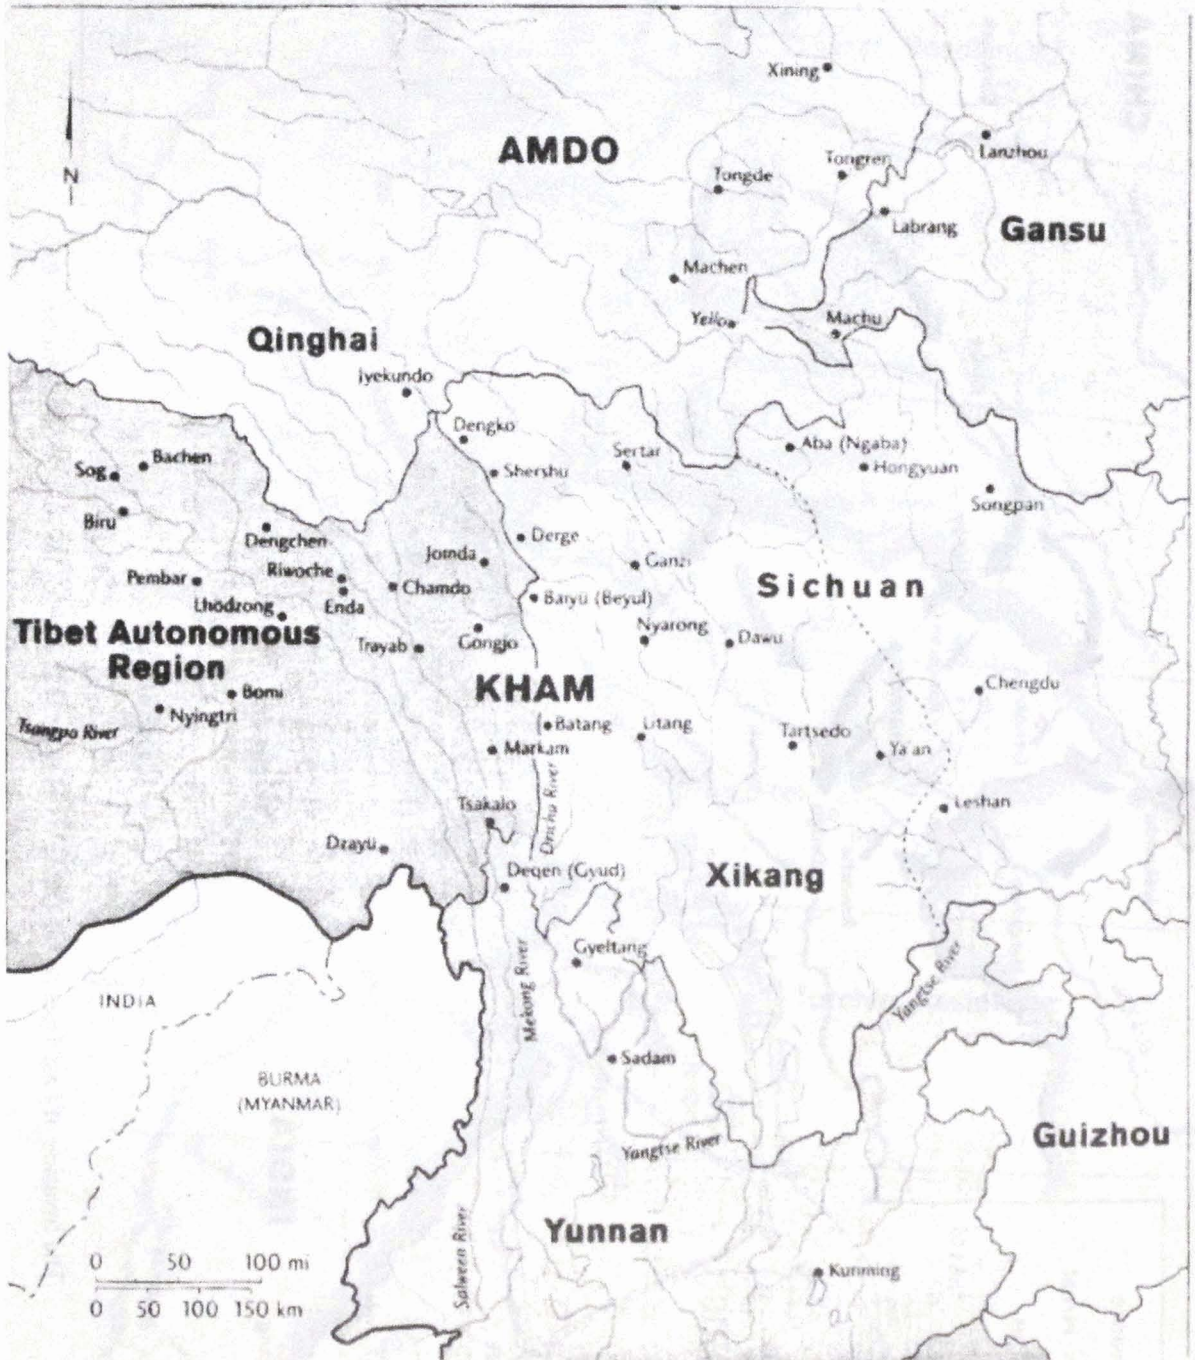 Xining
AMDO
Lanzhou
Tongren
Tongde
N
Labrang
Gansu
Machen
Yeilo
Machu
Qinghai
Jyekundo
Dengko
Aba (Ngaba)
Sertar
Bachen
Hongyuan
Sog
Shershu
Songpan
Biru
Derge
Dengchen
Jomda
Ganzi
Riwoche
Pembar
Chamdo
Sichuan
Baryü (Beyul)
Lhodzong
Enda
Nyarong
Tibet Autonomous
Region
Trayab
Gongjo
Dawu
Chengdu
KHAM
Bomi
Nyingtri
Batang
Litang
Tsangpo River
Tartsedo
Markam
Ya'an
Tsakalo
Drichu River
Leshan
Dzayü
Deqen (Gyud)
Xikang
Gyeltang
Mekong River
Yangtse River
INDIA
Sadam
BURMA
(MYANMAR)
Guizhou
Yangtse River
Yunnan
Salween River
0 50 100 mi
Kunming
0 50 100 150 km